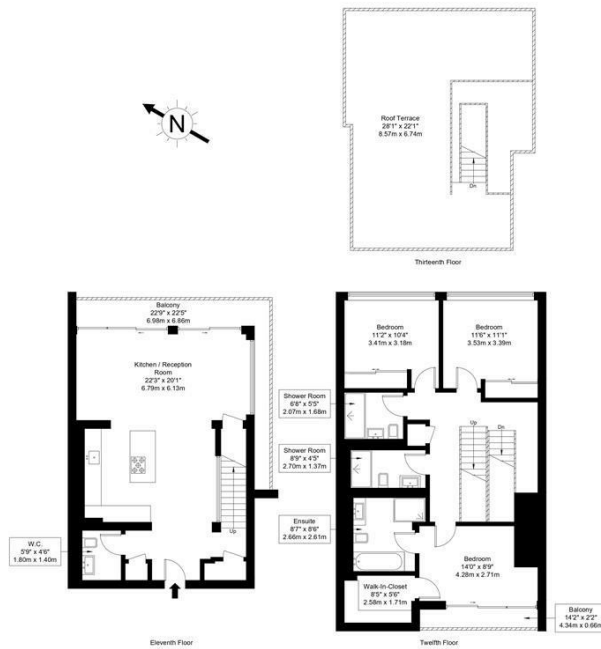 N
Roof Terrace
28'1" x 22'1"
8.57m x 6.74m
Dn
Thirteenth Floor
Balcony
22'9" x 22'5"
6.98m x 6.86m
Kitchen / Reception
Room
22'3" x 20'1"
6.79m x 6.13m
Up
W.C.
5'9" x 4'6"
1.80m x 1.40m
Eleventh Floor
Bedroom
11'2" x 10'4"
3.41m x 3.18m
Bedroom
11'6" x 11'1"
3.53m x 3.39m
Shower Room
6'8" x 5'5"
2.07m x 1.68m
Up
Dn
Shower Room
8'9" x 4'5"
2.70m x 1.37m
Ensuite
8'7" x 8'6"
2.66m x 2.61m
Bedroom
14'0" x 8'9"
4.28m x 2.71m
Walk-In-Closet
8'5" x 5'6"
2.58m x 1.71m
Balcony
14'2" x 2'2"
4.34m x 0.66m
Twelfth Floor